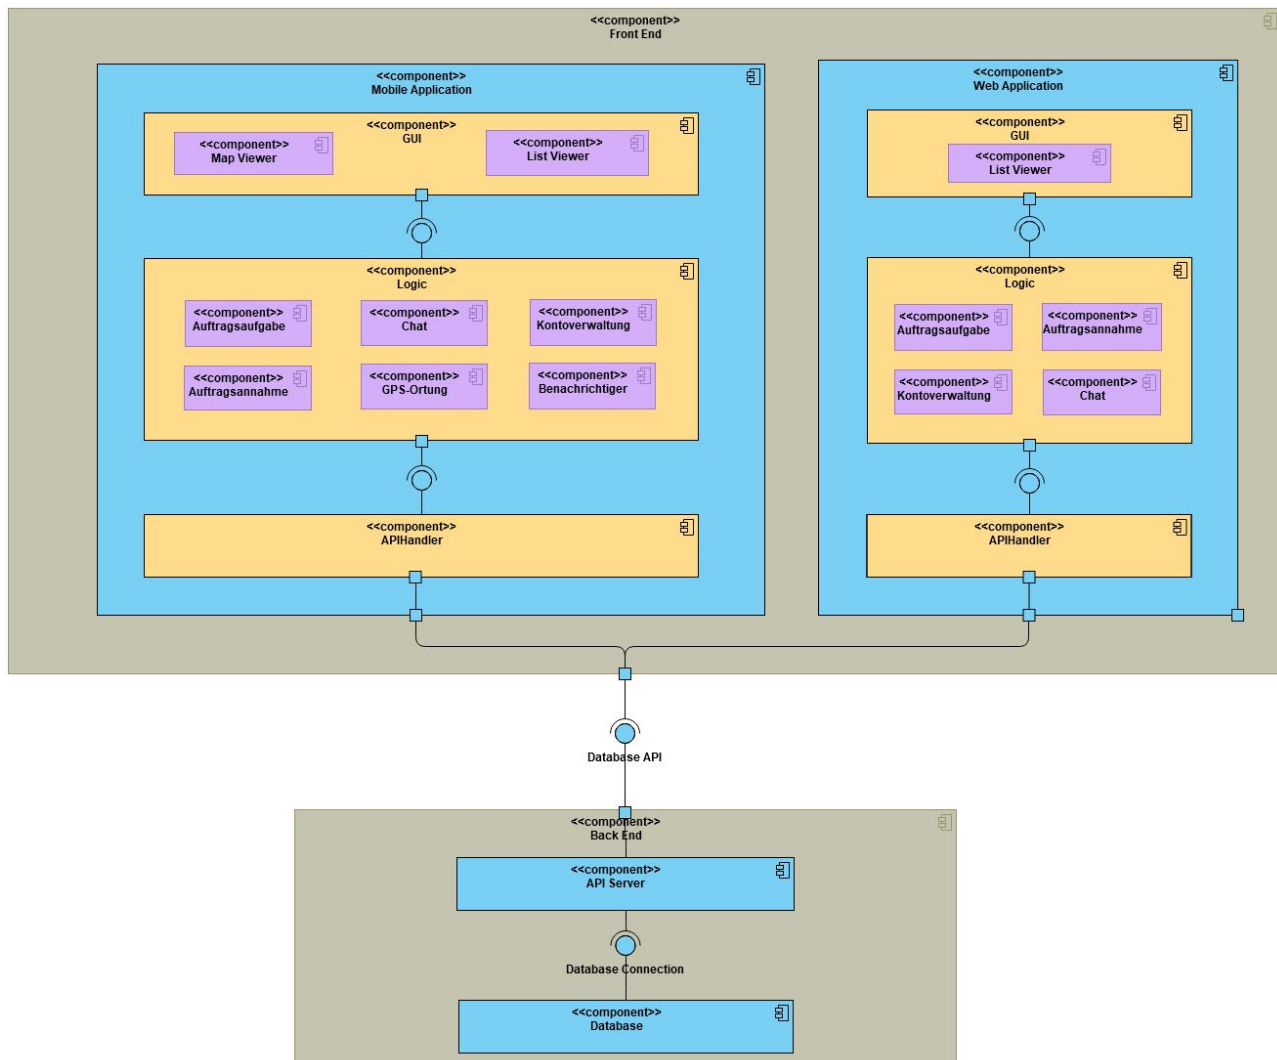 <<component>>
Front End
<<component>>
Mobile Application
<<component>>
GUI
<<component>>
Map Viewer
<<component>>
List Viewer
<<component>>
Logic
<<component>>
Auftragsaufgabe
<<component>>
Chat
<<component>>
Kontoverwaltung
<<component>>
Auftragsannahme
<<component>>
GPS-Ortung
<<component>>
Benachrichtiger
<<component>>
APIHandler
<<component>>
Web Application
<<component>>
GUI
<<component>>
List Viewer
<<component>>
Logic
<<component>>
Auftragsaufgabe
<<component>>
Auftragsannahme
<<component>>
Kontoverwaltung
<<component>>
Chat
<<component>>
APIHandler
Database API
<<component>>
Back End
<<component>>
API Server
Database Connection
<<component>>
Database